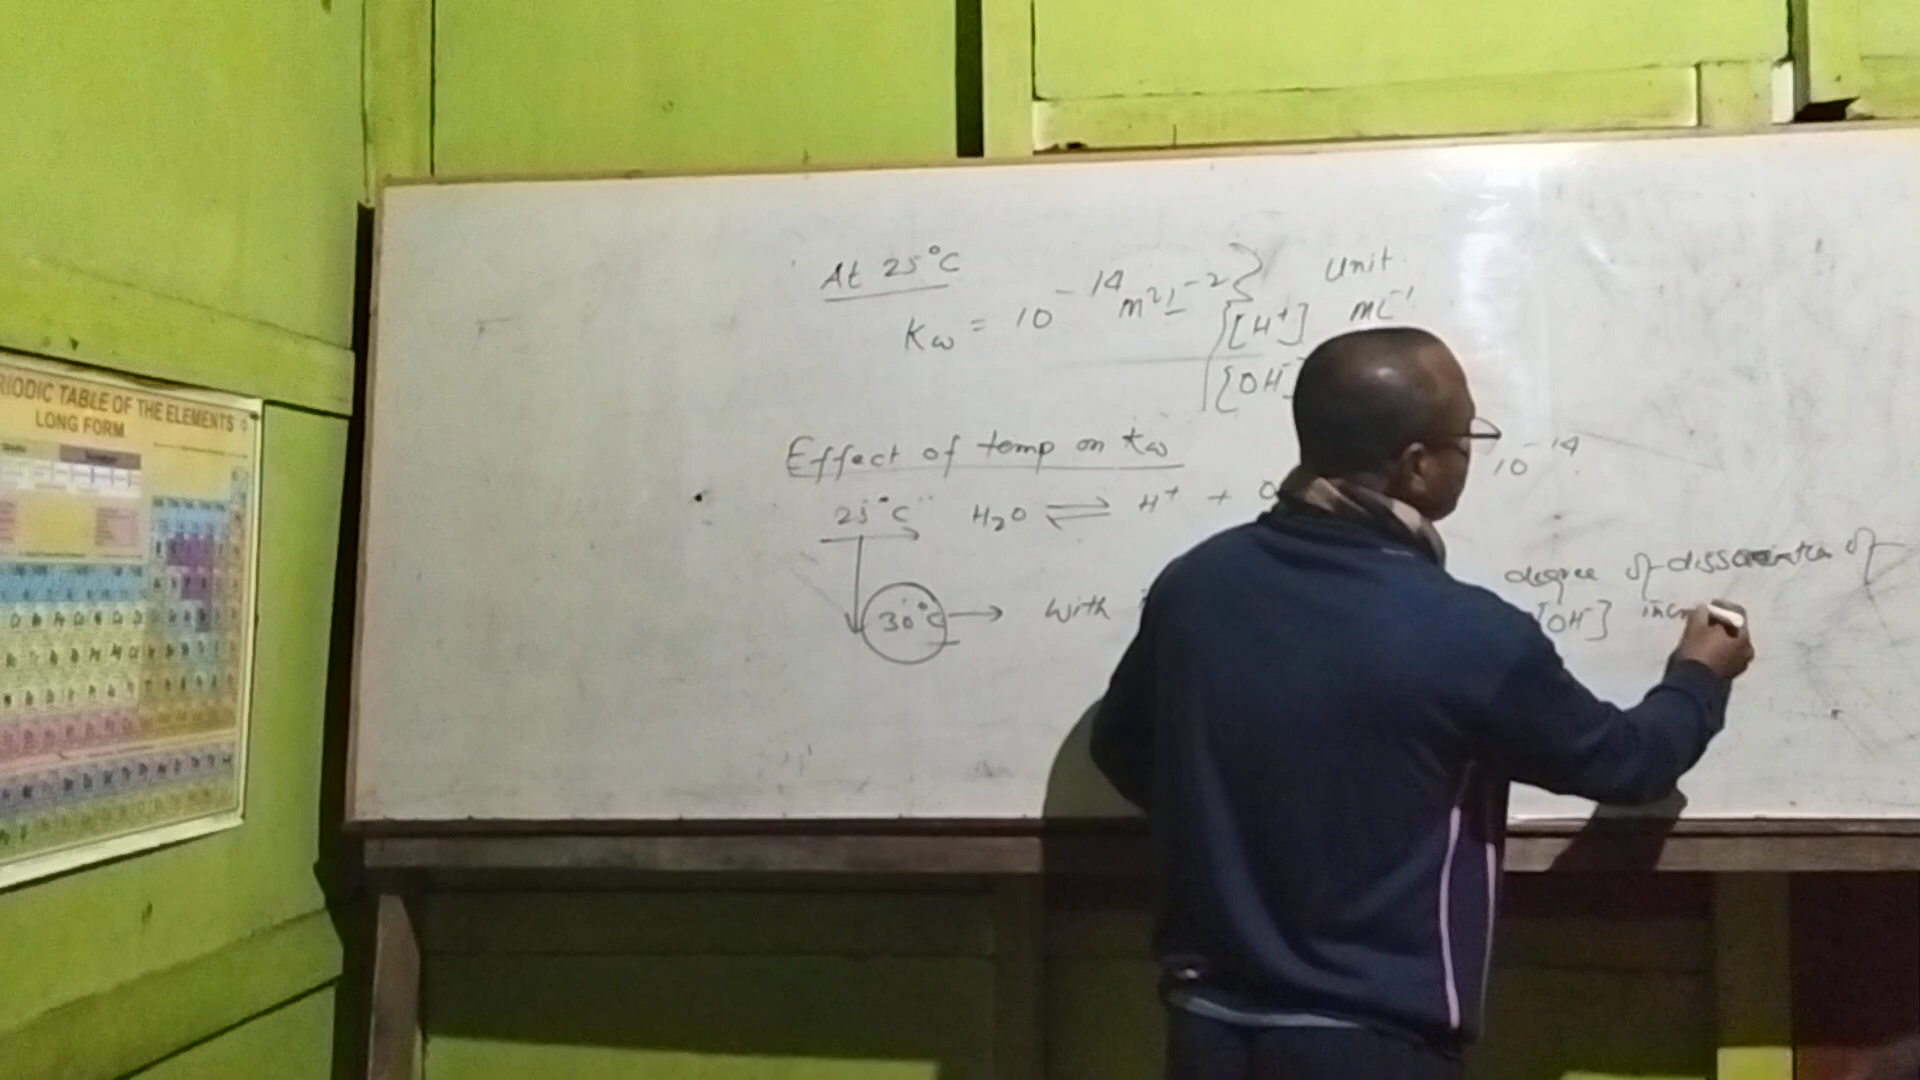 RIODIC TABLE OF THE ELEMENTS
LONG FORM
At 25°C
Kw = 10⁻¹⁴ m²L⁻²
Unit
[H⁺] mL⁻¹
[OH⁻]
Effect of temp on Kw
10⁻¹⁴
25°C H₂O ⇌ H⁺ +
30°C → With degree of dissociation of
[OH⁻] incr